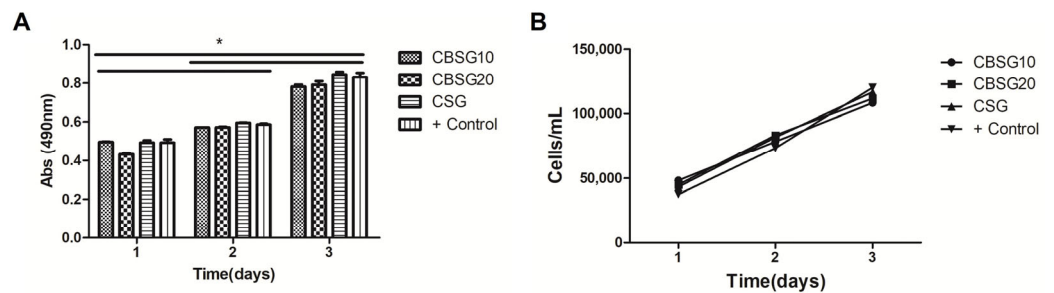 A
*
1.0
0.8
0.6
0.4
0.2
0.0
Abs (490nm)
1 2 3
Time(days)
CBSG10
CBSG20
CSG
+ Control
B
150,000
100,000
50,000
0
Cells/mL
1 2 3
Time(days)
CBSG10
CBSG20
CSG
+ Control